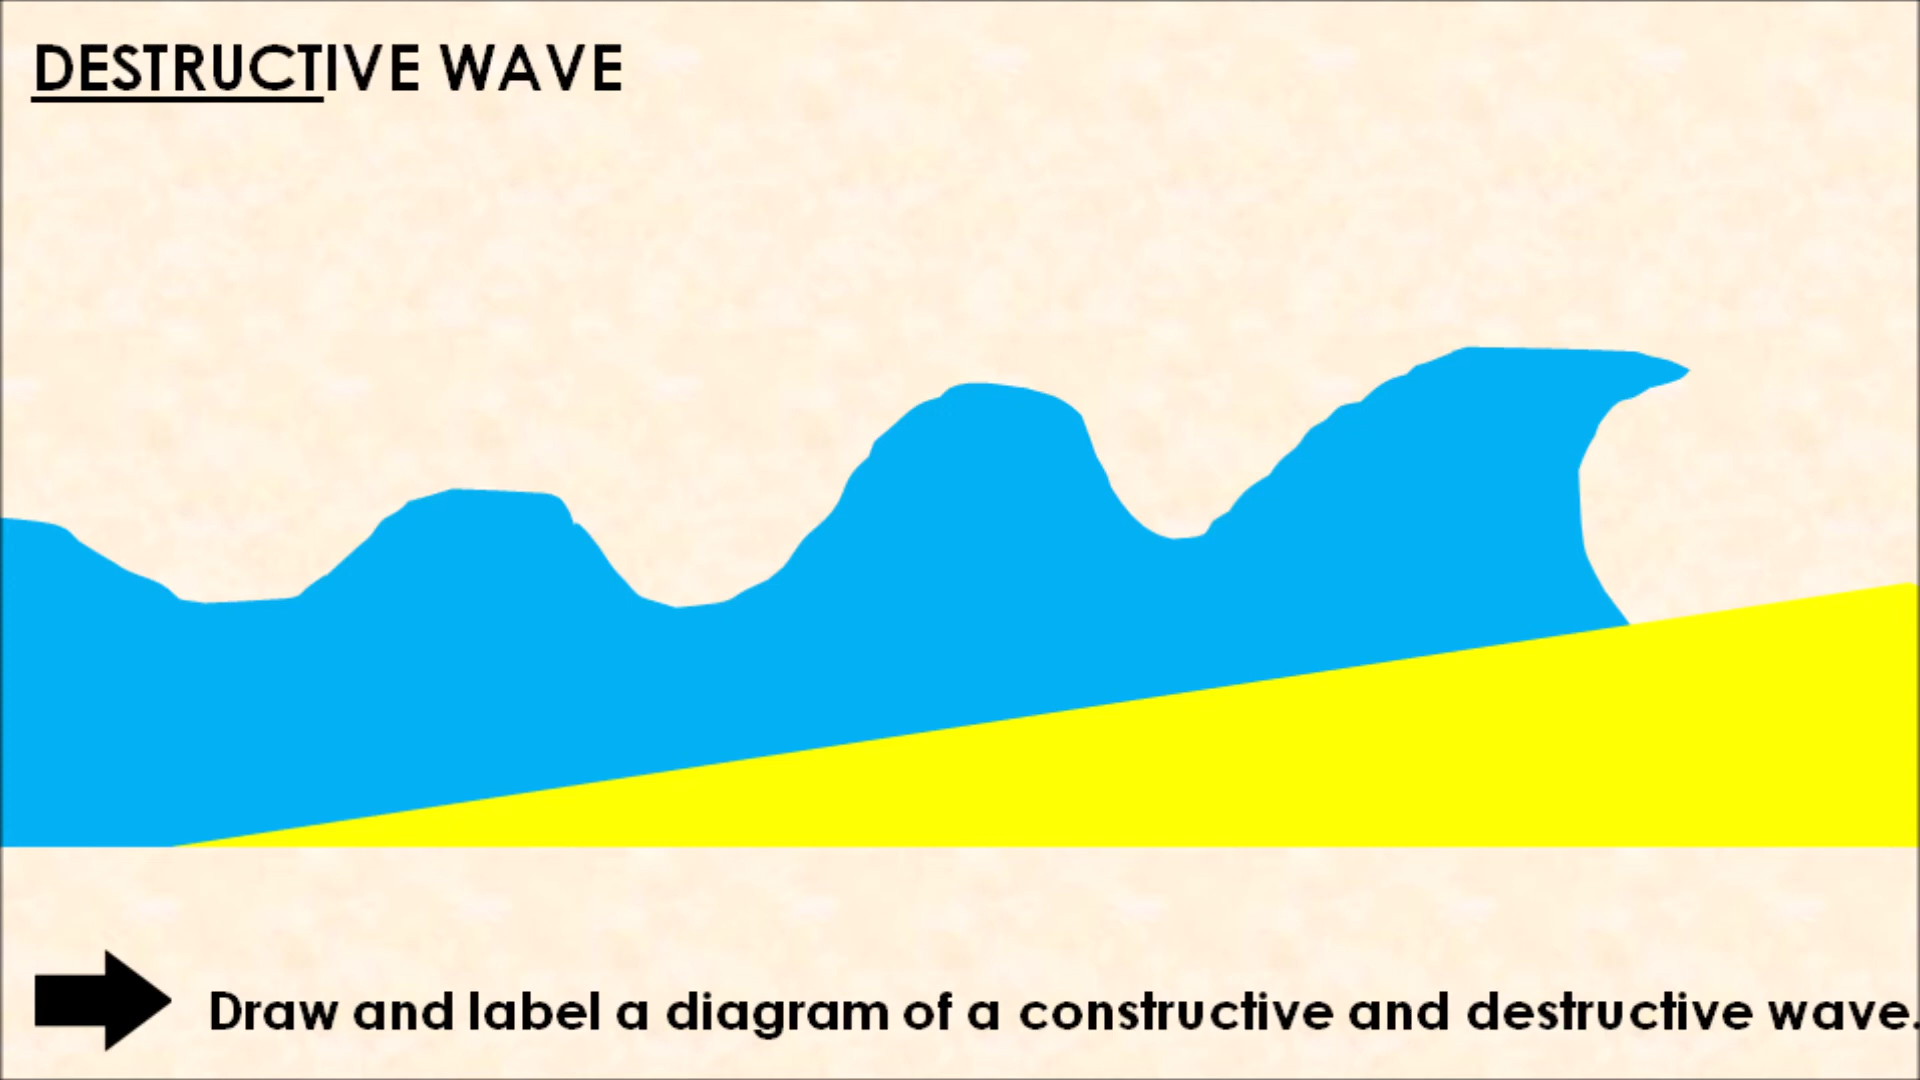 DESTRUCTIVE WAVE
Draw and label a diagram of a constructive and destructive wave.